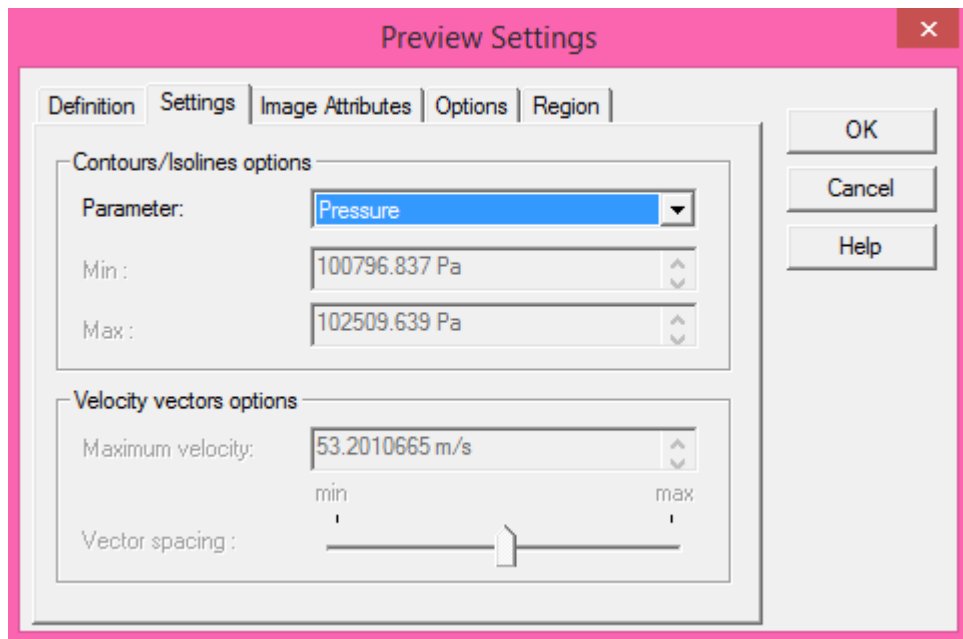 Preview Settings
Definition Settings Image Attributes Options Region
OK
Cancel
Help
Contours/Isolines options
Parameter: Pressure
Min : 100796.837 Pa
Max : 102509.639 Pa
Velocity vectors options
Maximum velocity: 53.2010665 m/s
min max
Vector spacing :